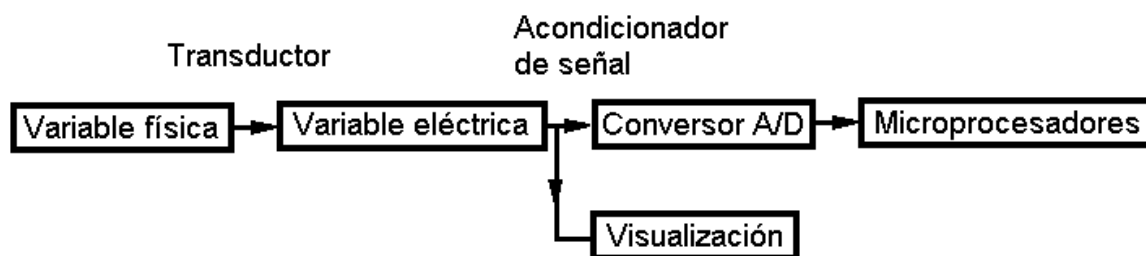 Transductor
Acondicionador
de señal
Variable física
Variable eléctrica
Conversor A/D
Microprocesadores
Visualización